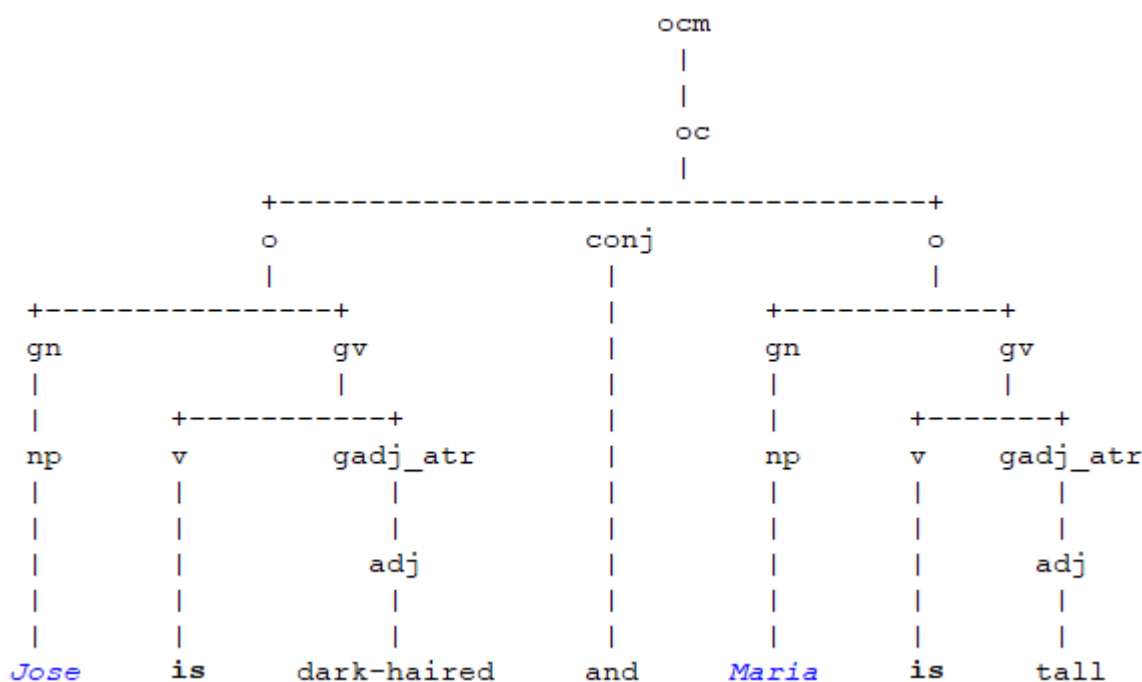 ocm
oc
o conj o
gn gv gn gv
np v gadj_atr np v gadj_atr
adj adj
Jose is dark-haired and Maria is tall